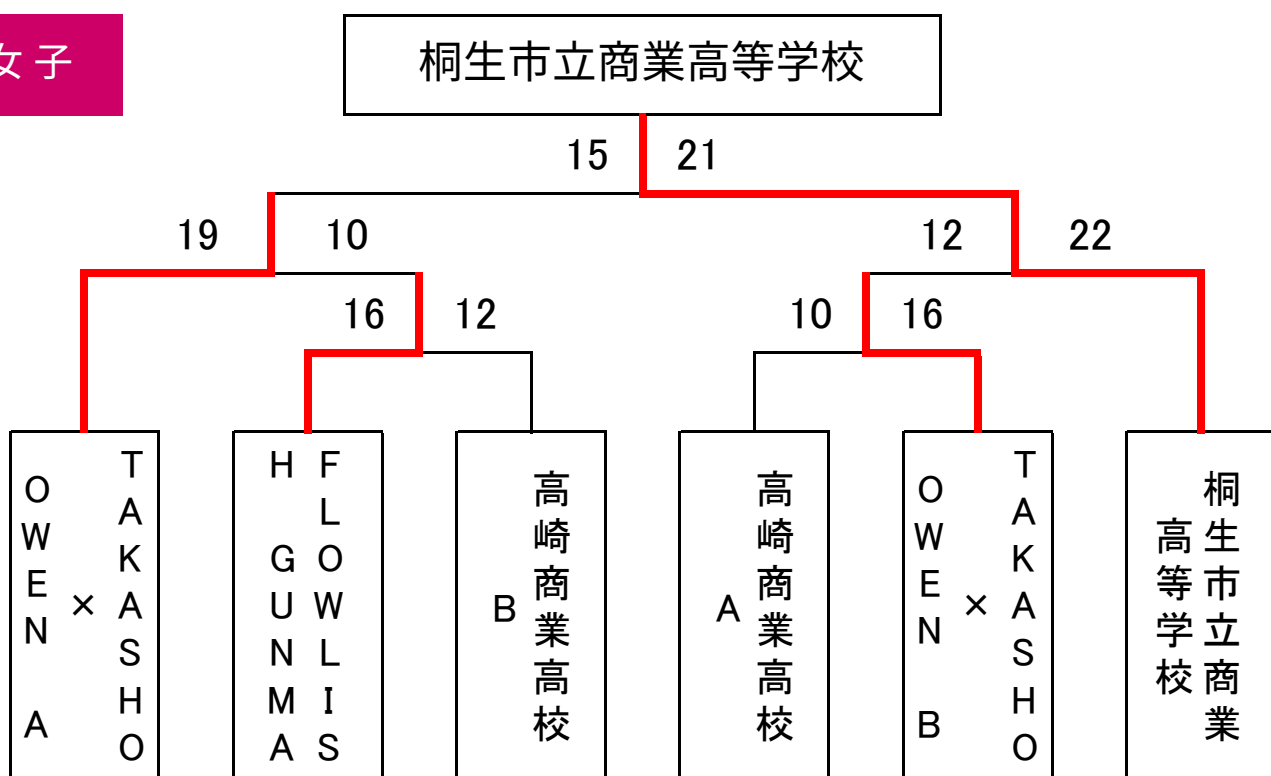 女子
桐生市立商業高等学校
15 21
19 10 12 22
16 12 10 16
TAKASHO
×
OWEN A
FLOWLIS
H GUNMA
高崎商業高校
B
高崎商業高校
A
TAKASHO
×
OWEN B
桐生市立商業
高等学校